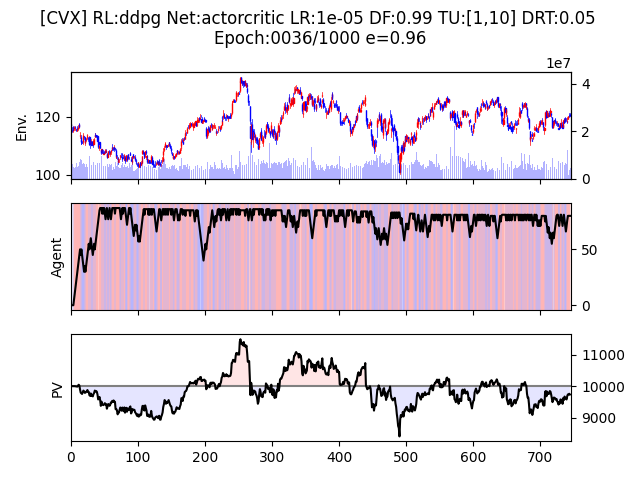 [CVX] RL:ddpg Net:actorcritic LR:1e-05 DF:0.99 TU:[1,10] DRT:0.05
Epoch:0036/1000 e=0.96
1e7
Env.
120
100
4
2
0
Agent
50
0
PV
11000
10000
9000
0 100 200 300 400 500 600 700